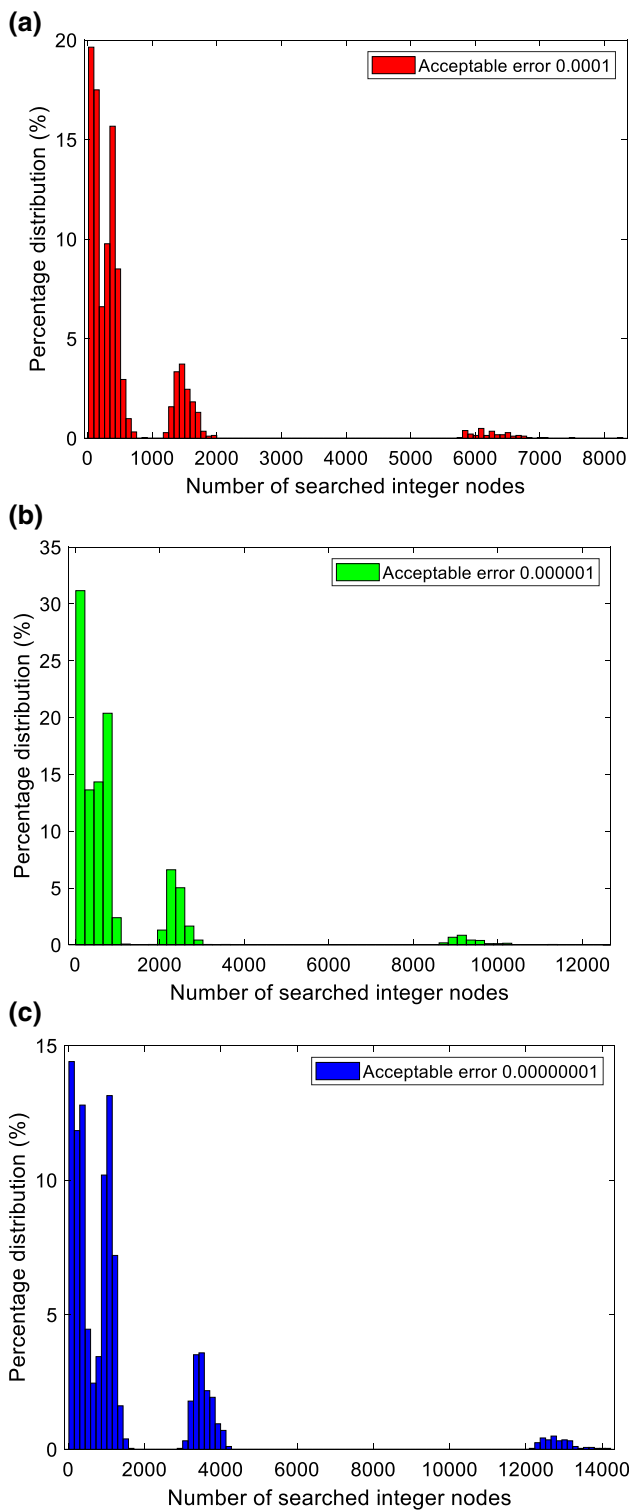 (a)
20
15
10
5
0
Percentage distribution (%)
Acceptable error 0.0001
0 1000 2000 3000 4000 5000 6000 7000 8000
Number of searched integer nodes
(b)
35
30
25
20
15
10
5
0
Percentage distribution (%)
Acceptable error 0.000001
0 2000 4000 6000 8000 10000 12000
Number of searched integer nodes
(c)
15
10
5
0
Percentage distribution (%)
Acceptable error 0.00000001
0 2000 4000 6000 8000 10000 12000 14000
Number of searched integer nodes